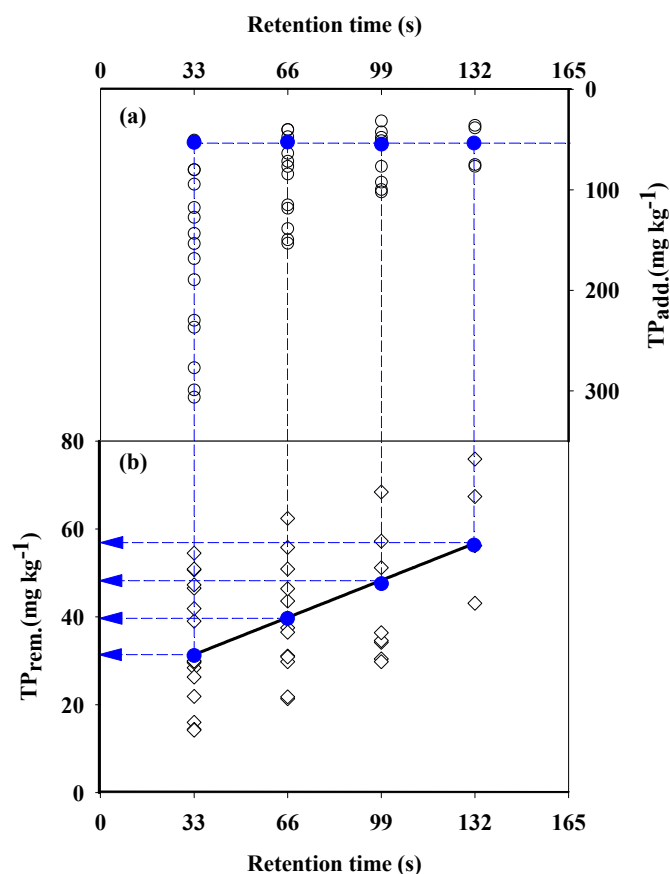 Retention time (s)
0 33 66 99 132 165
(a)
0
100
200
300
TPadd.(mg kg-1)
80
60
40
20
0
TPrem.(mg kg-1)
(b)
0 33 66 99 132 165
Retention time (s)